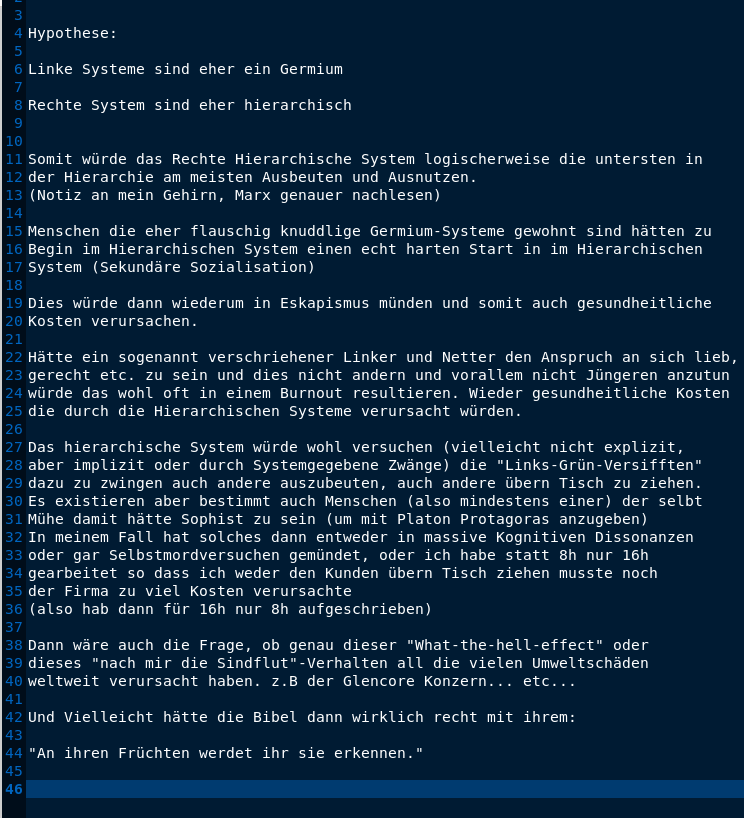 3
4 Hypothese:
5
6 Linke Systeme sind eher ein Germium
7
8 Rechte System sind eher hierarchisch
9
10
11 Somit würde das Rechte Hierarchische System logischerweise die untersten in
12 der Hierarchie am meisten Ausbeuten und Ausnutzen.
13 (Notiz an mein Gehirn, Marx genauer nachlesen)
14
15 Menschen die eher flauschig knuddlige Germium-Systeme gewohnt sind hätten zu
16 Begin im Hierarchischen System einen echt harten Start in im Hierarchischen
17 System (Sekundäre Sozialisation)
18
19 Dies würde dann wiederum in Eskapismus münden und somit auch gesundheitliche
20 Kosten verursachen.
21
22 Hätte ein sogenannt verschriehener Linker und Netter den Anspruch an sich lieb,
23 gerecht etc. zu sein und dies nicht andern und vorallem nicht Jüngeren anzutun
24 würde das wohl oft in einem Burnout resultieren. Wieder gesundheitliche Kosten
25 die durch die Hierarchischen Systeme verursacht würden.
26
27 Das hierarchische System würde wohl versuchen (vielleicht nicht explizit,
28 aber implizit oder durch Systemgegebene Zwänge) die "Links-Grün-Versifften"
29 dazu zu zwingen auch andere auszubeuten, auch andere übern Tisch zu ziehen.
30 Es existieren aber bestimmt auch Menschen (also mindestens einer) der selbt
31 Mühe damit hätte Sophist zu sein (um mit Platon Protagoras anzugeben)
32 In meinem Fall hat solches dann entweder in massive Kognitiven Dissonanzen
33 oder gar Selbstmordversuchen gemündet, oder ich habe statt 8h nur 16h
34 gearbeitet so dass ich weder den Kunden übern Tisch ziehen musste noch
35 der Firma zu viel Kosten verursachte
36 (also hab dann für 16h nur 8h aufgeschrieben)
37
38 Dann wäre auch die Frage, ob genau dieser "What-the-hell-effect" oder
39 dieses "nach mir die Sindflut"-Verhalten all die vielen Umweltschäden
40 weltweit verursacht haben. z.B der Glencore Konzern... etc...
41
42 Und Vielleicht hätte die Bibel dann wirklich recht mit ihrem:
43
44 "An ihren Früchten werdet ihr sie erkennen."
45
46